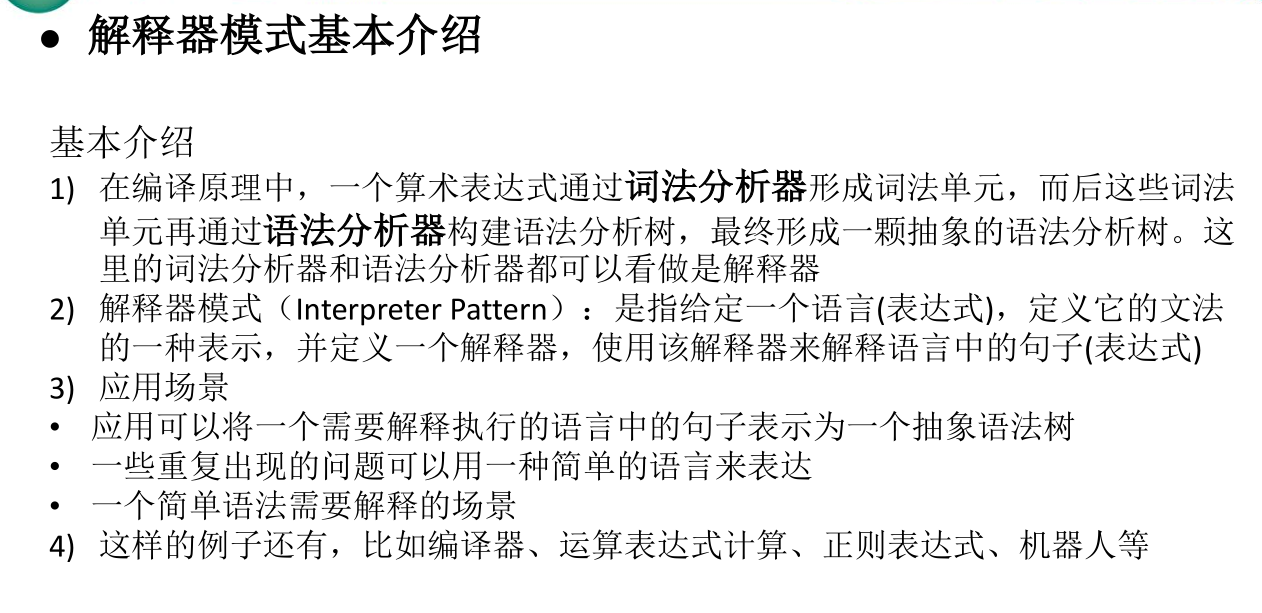 ● 解释器模式基本介绍
基本介绍
1) 在编译原理中，一个算术表达式通过词法分析器形成词法单元，而后这些词法
单元再通过语法分析器构建语法分析树，最终形成一颗抽象的语法分析树。这
里的词法分析器和语法分析器都可以看做是解释器
2) 解释器模式（Interpreter Pattern）：是指给定一个语言(表达式)，定义它的文法
的一种表示，并定义一个解释器，使用该解释器来解释语言中的句子(表达式)
3) 应用场景
• 应用可以将一个需要解释执行的语言中的句子表示为一个抽象语法树
• 一些重复出现的问题可以用一种简单的语言来表达
• 一个简单语法需要解释的场景
4) 这样的例子还有，比如编译器、运算表达式计算、正则表达式、机器人等